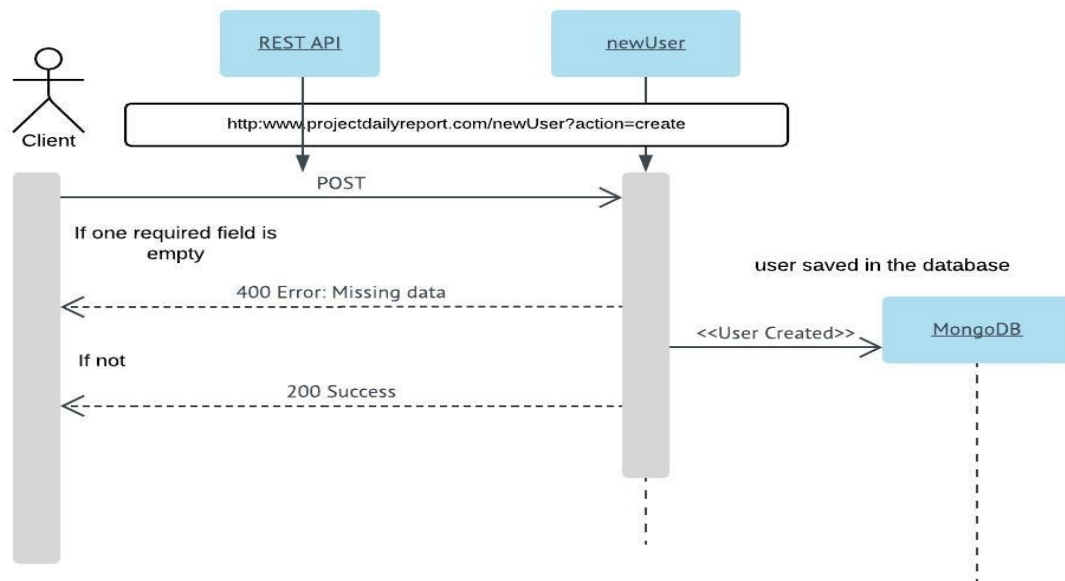 REST API
newUser
Client
http:www.projectdailyreport.com/newUser?action=create
POST
If one required field is
empty
user saved in the database
400 Error: Missing data
<<User Created>>
MongoDB
If not
200 Success